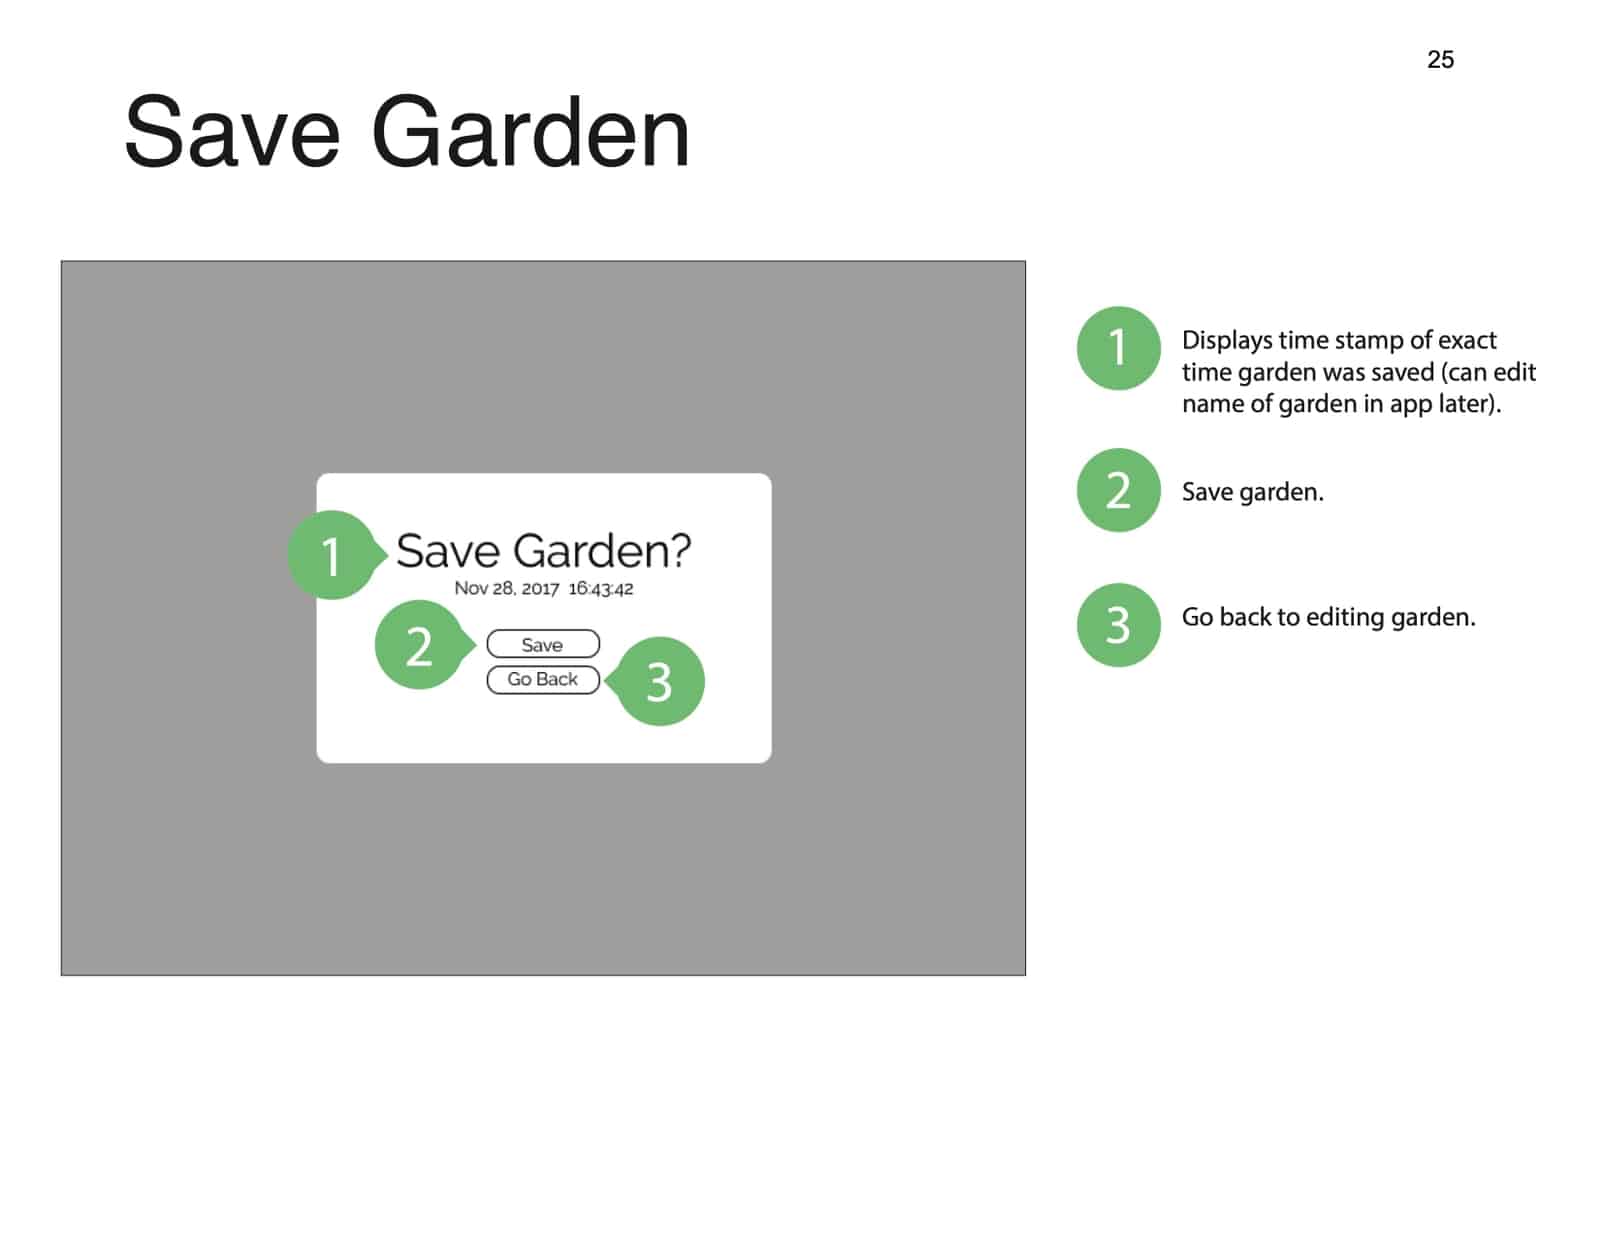 25
Save Garden
1
Save Garden?
Nov 28, 2017  16:43:42
2
Save
Go Back
3
1
Displays time stamp of exact
time garden was saved (can edit
name of garden in app later).
2
Save garden.
3
Go back to editing garden.